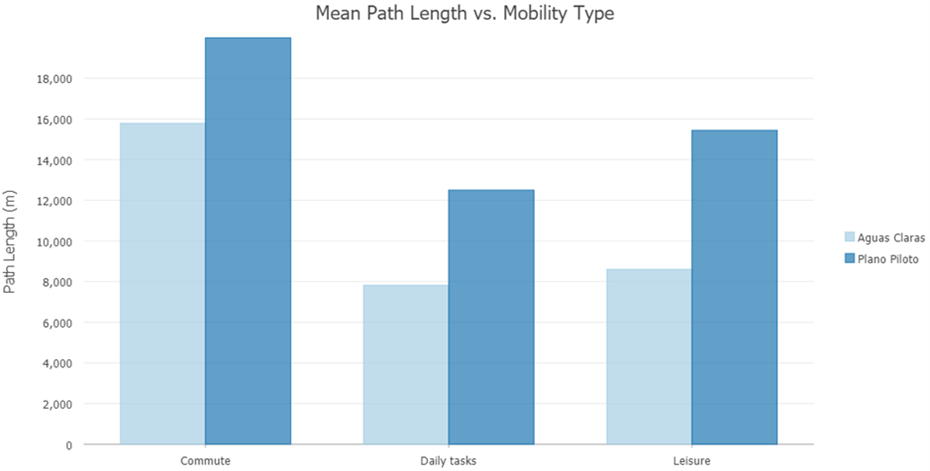 Mean Path Length vs. Mobility Type
Path Length (m)
18,000
16,000
14,000
12,000
10,000
8,000
6,000
4,000
2,000
0
Commute
Daily tasks
Leisure
Aguas Claras
Plano Piloto